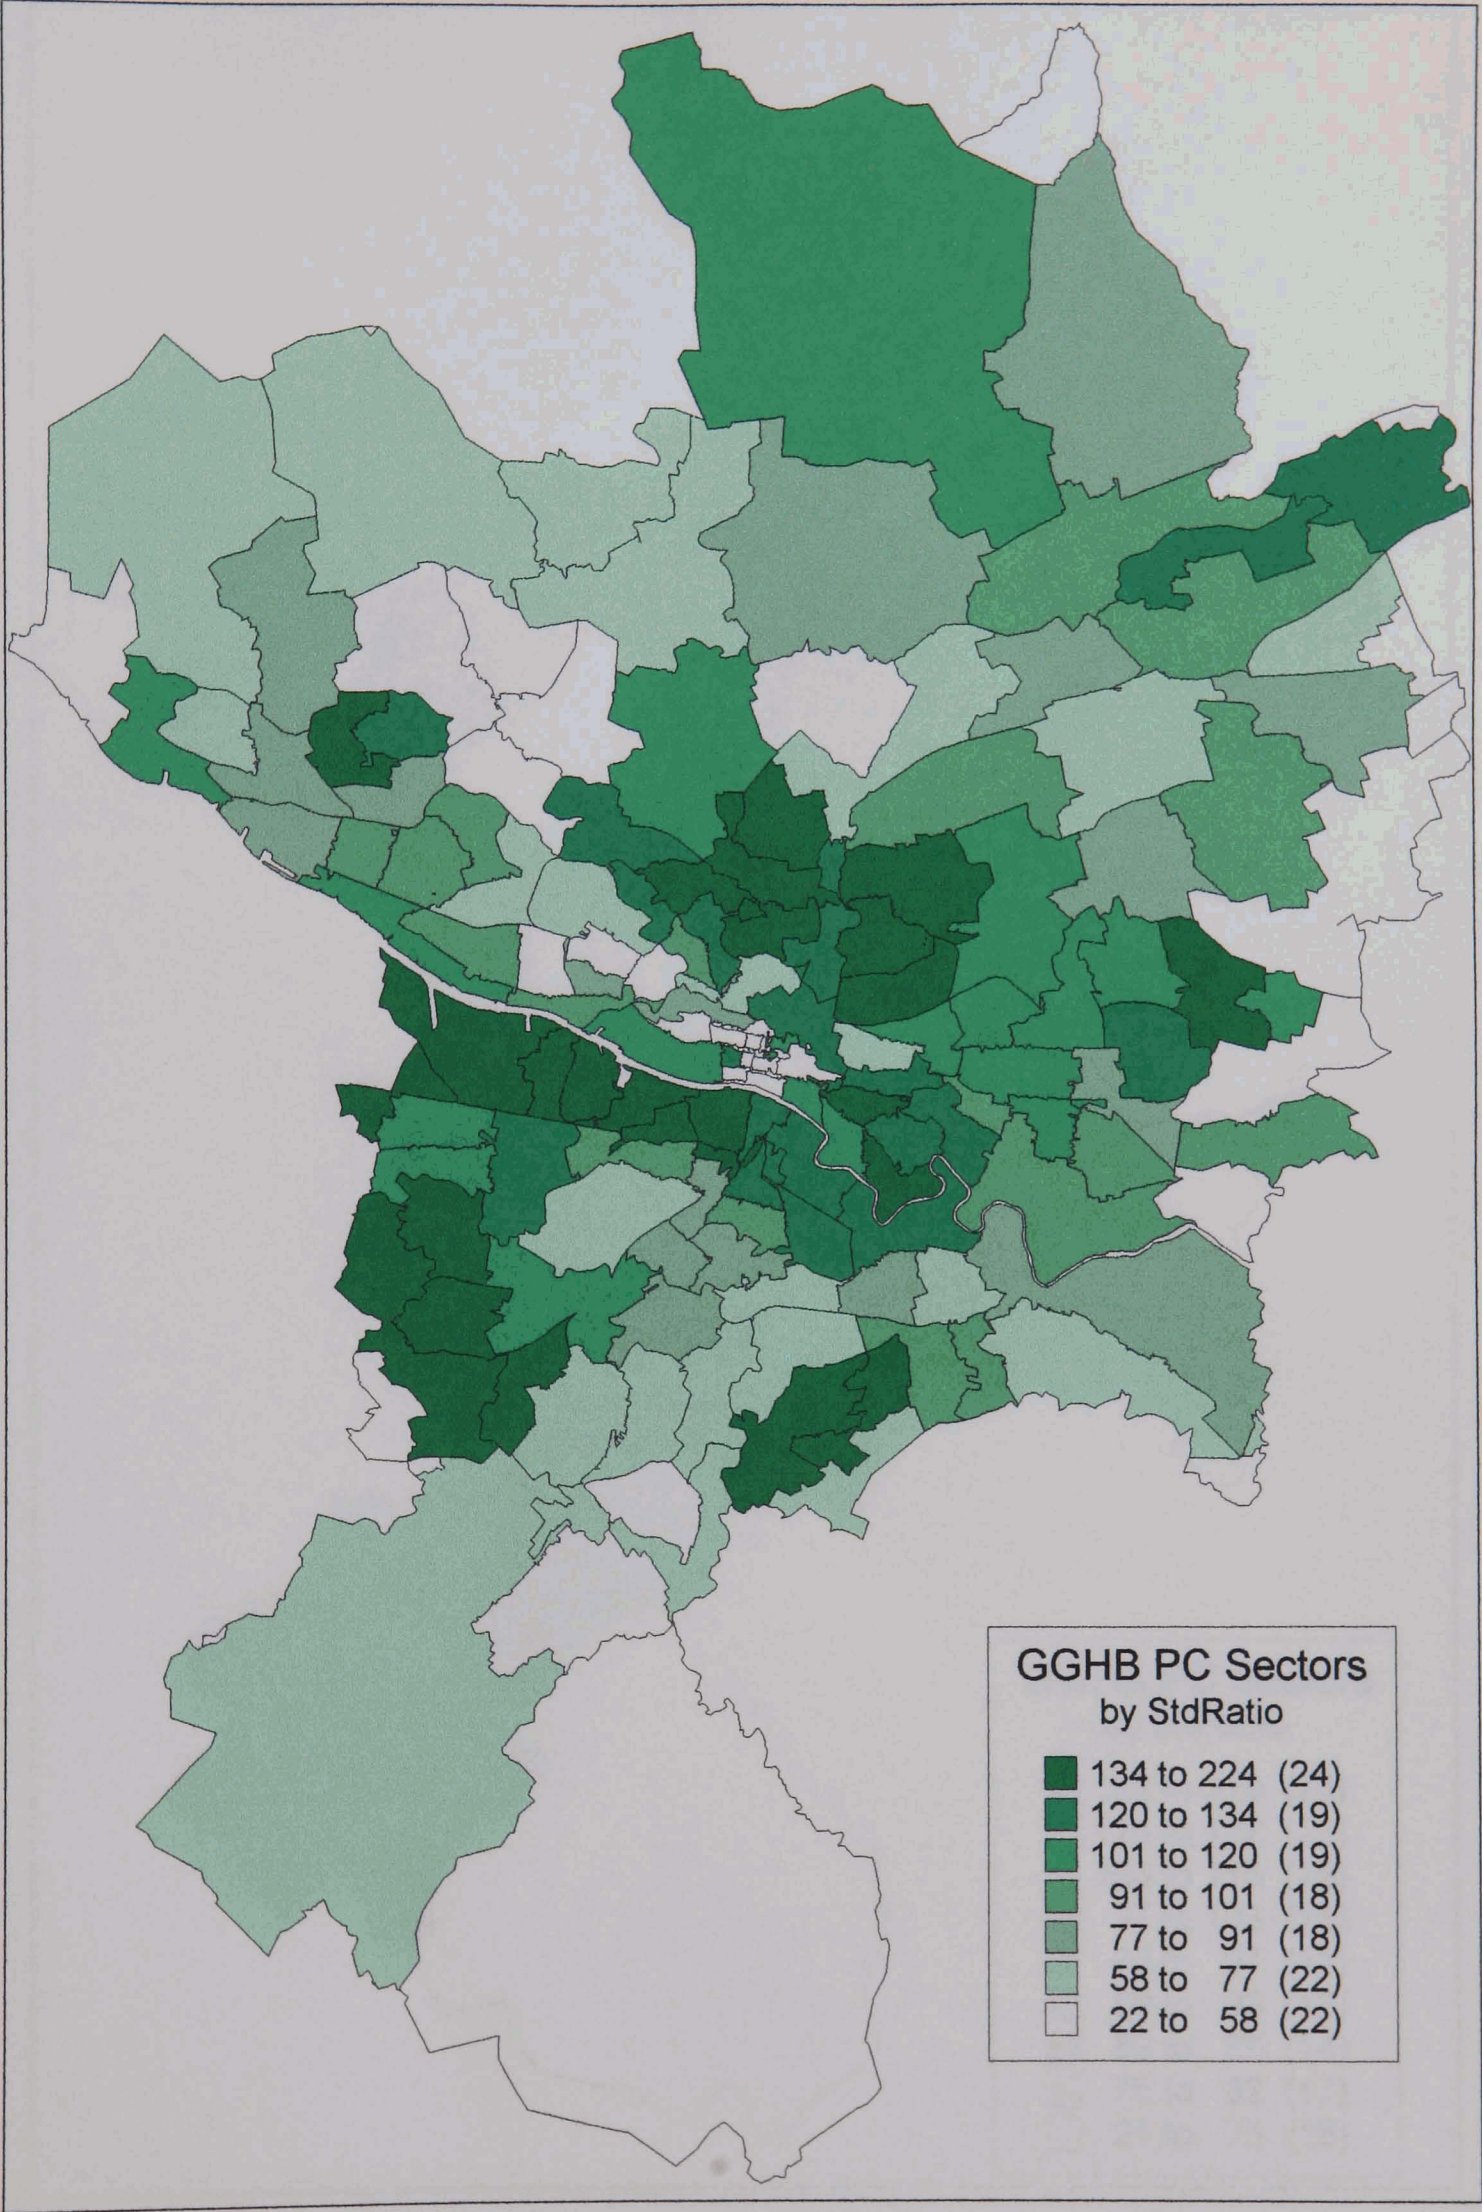 GGHB PC Sectors
by StdRatio
134 to 224 (24)
120 to 134 (19)
101 to 120 (19)
91 to 101 (18)
77 to 91 (18)
58 to 77 (22)
22 to 58 (22)